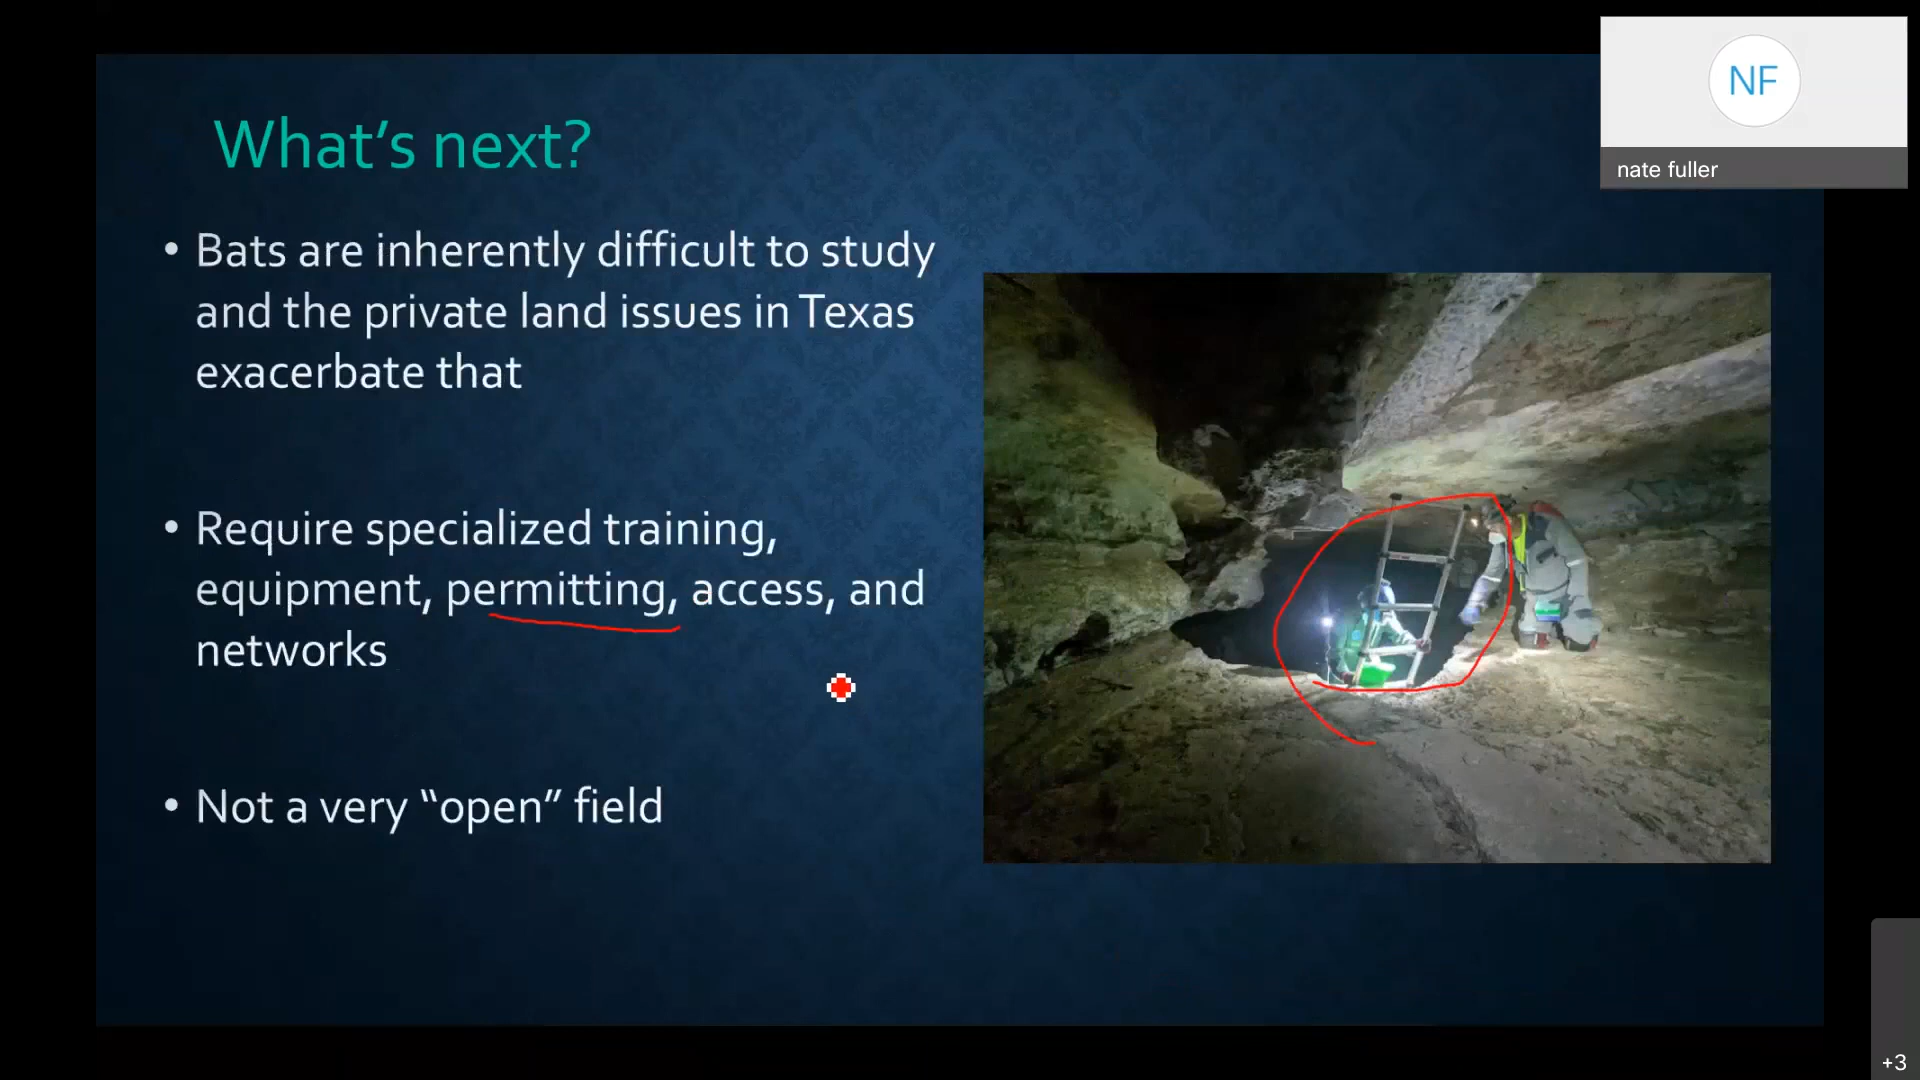 NF
nate fuller
What’s next?
• Bats are inherently difficult to study
and the private land issues in Texas
exacerbate that
• Require specialized training,
equipment, permitting, access, and
networks
• Not a very “open” field
+3